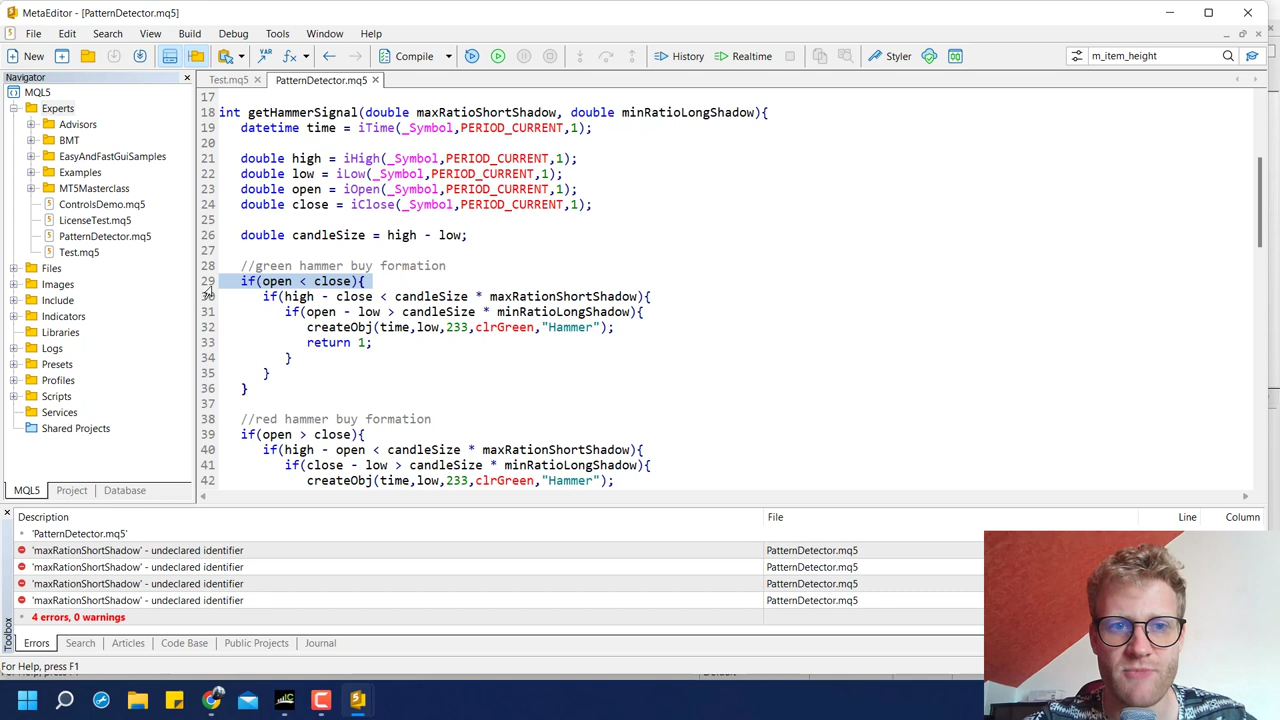 MetaEditor - [PatternDetector.mq5]
File Edit Search View Build Debug Tools Window Help
New VAR Compile History Realtime Styler m_item_height
Navigator Test.mq5 PatternDetector.mq5
MQL5
Experts
Advisors
BMT
EasyAndFastGuiSamples
Examples
MT5Masterclass
ControlsDemo.mq5
LicenseTest.mq5
PatternDetector.mq5
Test.mq5
Files
Images
Include
Indicators
Libraries
Logs
Presets
Profiles
Scripts
Services
Shared Projects
MQL5 Project Database
17
18 int getHammerSignal(double maxRatioShortShadow, double minRatioLongShadow){
19 datetime time = iTime(_Symbol,PERIOD_CURRENT,1);
20
21 double high = iHigh(_Symbol,PERIOD_CURRENT,1);
22 double low = iLow(_Symbol,PERIOD_CURRENT,1);
23 double open = iOpen(_Symbol,PERIOD_CURRENT,1);
24 double close = iClose(_Symbol,PERIOD_CURRENT,1);
25
26 double candleSize = high - low;
27
28 //green hammer buy formation
29 if(open < close){
30 if(high - close < candleSize * maxRationShortShadow){
31 if(open - low > candleSize * minRatioLongShadow){
32 createObj(time,low,233,clrGreen,"Hammer");
33 return 1;
34 }
35 }
36 }
37
38 //red hammer buy formation
39 if(open > close){
40 if(high - open < candleSize * maxRationShortShadow){
41 if(close - low > candleSize * minRatioLongShadow){
42 createObj(time,low,233,clrGreen,"Hammer");
Description File Line Column
'PatternDetector.mq5'
'maxRationShortShadow' - undeclared identifier PatternDetector.mq5
'maxRationShortShadow' - undeclared identifier PatternDetector.mq5
'maxRationShortShadow' - undeclared identifier PatternDetector.mq5
'maxRationShortShadow' - undeclared identifier PatternDetector.mq5
4 errors, 0 warnings
Toolbox
Errors Search Articles Code Base Public Projects Journal
For Help, press F1